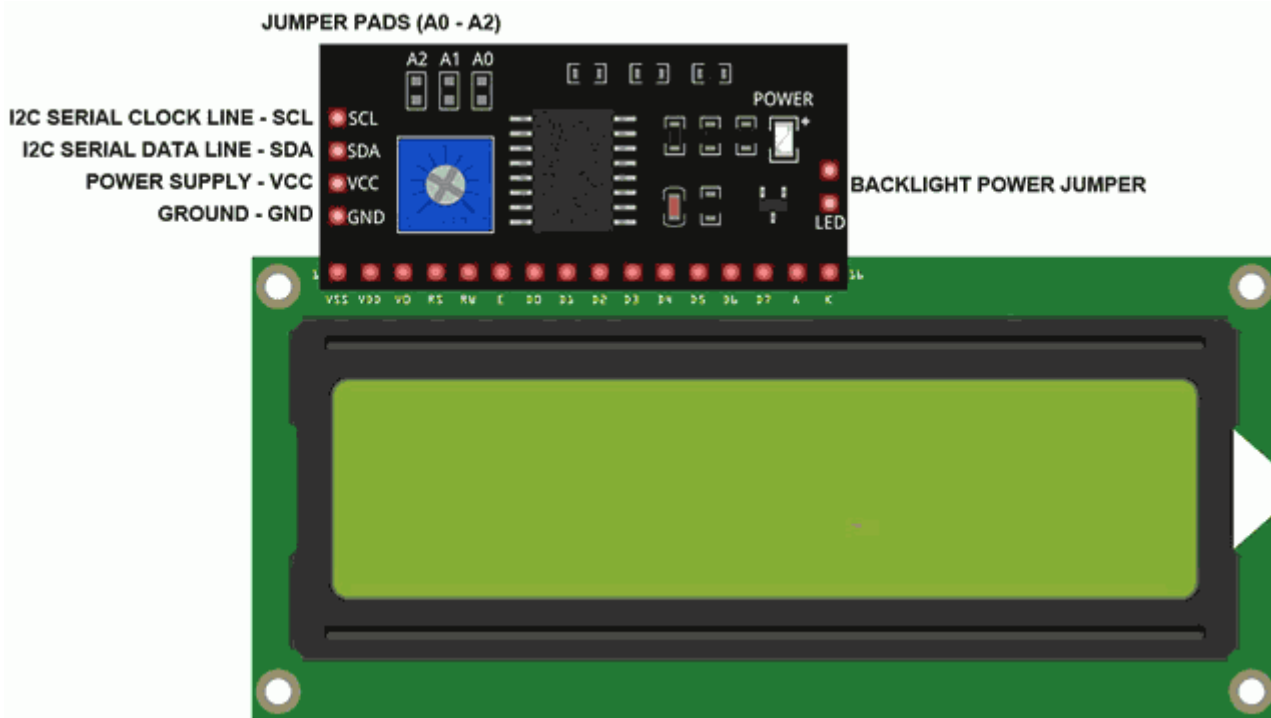 JUMPER PADS (A0 - A2)
A2 A1 A0
POWER
+
I2C SERIAL CLOCK LINE - SCL
SCL
I2C SERIAL DATA LINE - SDA
SDA
POWER SUPPLY - VCC
VCC
GROUND - GND
GND
BACKLIGHT POWER JUMPER
LED
1 16
VSS VDD VO RS RW E D0 D1 D2 D3 D4 D5 D6 D7 A K